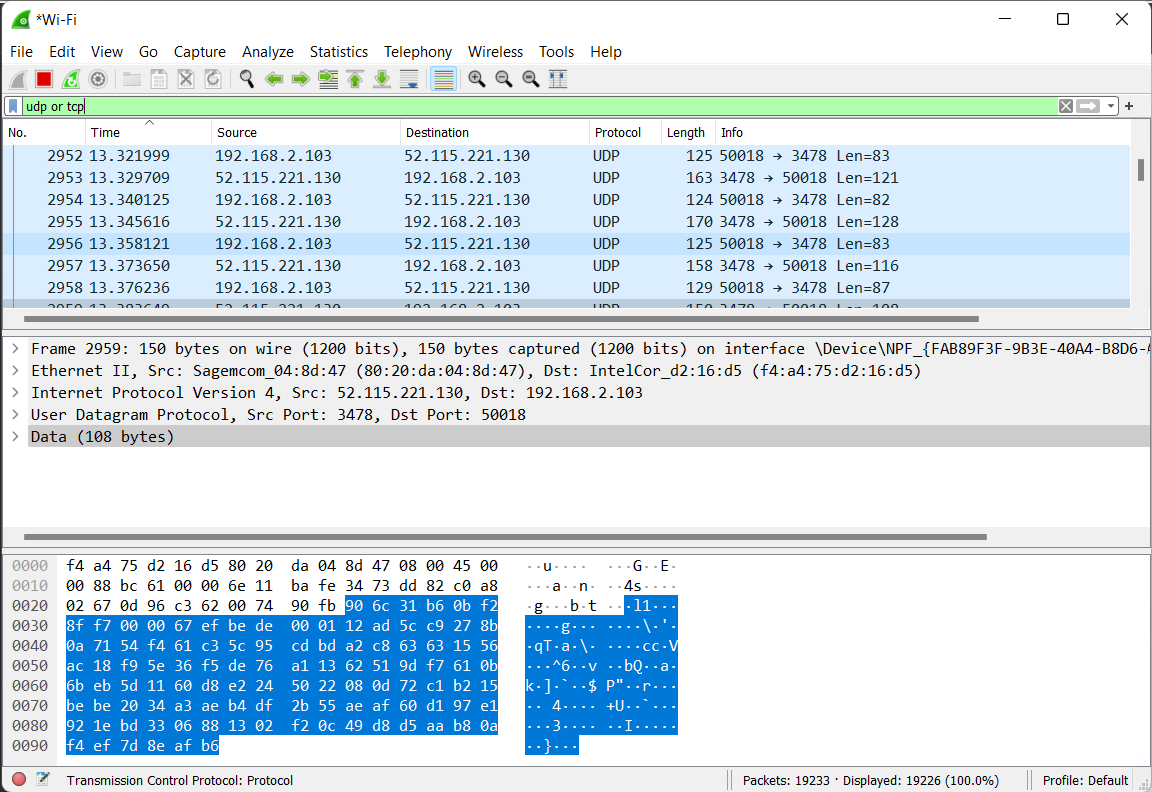 *Wi-Fi
File Edit View Go Capture Analyze Statistics Telephony Wireless Tools Help
udp or tcp
No. Time Source Destination Protocol Length Info
2952 13.321999 192.168.2.103 52.115.221.130 UDP 125 50018 → 3478 Len=83
2953 13.329709 52.115.221.130 192.168.2.103 UDP 163 3478 → 50018 Len=121
2954 13.340125 192.168.2.103 52.115.221.130 UDP 124 50018 → 3478 Len=82
2955 13.345616 52.115.221.130 192.168.2.103 UDP 170 3478 → 50018 Len=128
2956 13.358121 192.168.2.103 52.115.221.130 UDP 125 50018 → 3478 Len=83
2957 13.373650 52.115.221.130 192.168.2.103 UDP 158 3478 → 50018 Len=116
2958 13.376236 192.168.2.103 52.115.221.130 UDP 129 50018 → 3478 Len=87
2959 13.383640 52.115.221.130 192.168.2.103 UDP 150 3478 → 50018 Len=108
Frame 2959: 150 bytes on wire (1200 bits), 150 bytes captured (1200 bits) on interface \Device\NPF_{FAB89F3F-9B3E-40A4-B8D6-
Ethernet II, Src: Sagemcom_04:8d:47 (80:20:da:04:8d:47), Dst: IntelCor_d2:16:d5 (f4:a4:75:d2:16:d5)
Internet Protocol Version 4, Src: 52.115.221.130, Dst: 192.168.2.103
User Datagram Protocol, Src Port: 3478, Dst Port: 50018
Data (108 bytes)
0000 f4 a4 75 d2 16 d5 80 20 da 04 8d 47 08 00 45 00 ··u···· ···G··E·
0010 00 88 bc 61 00 00 6e 11 ba fe 34 73 dd 82 c0 a8 ···a··n· ··4s····
0020 02 67 0d 96 c3 62 00 74 90 fb 90 6c 31 b6 0b f2 ·g···b·t ···l1···
0030 8f f7 00 00 67 ef be de 00 01 12 ad 5c c9 27 8b ····g··· ····\·'·
0040 0a 71 54 f4 61 c3 5c 95 cd bd a2 c8 63 63 15 56 ·qT·a·\· ····cc·V
0050 ac 18 f9 5e 36 f5 de 76 a1 13 62 51 9d f7 61 0b ···^6··v ··bQ··a·
0060 6b eb 5d 11 60 d8 e2 24 50 22 08 0d 72 c1 b2 15 k·]·`··$ P"··r···
0070 be be 20 34 a3 ae b4 df 2b 55 ae af 60 d1 97 e1 ·· 4···· +U··`···
0080 92 1e bd 33 06 88 13 02 f2 0c 49 d8 d5 aa b8 0a ···3···· ··I·····
0090 f4 ef 7d 8e af b6 ··}···
Transmission Control Protocol: Protocol Packets: 19233 · Displayed: 19226 (100.0%) Profile: Default